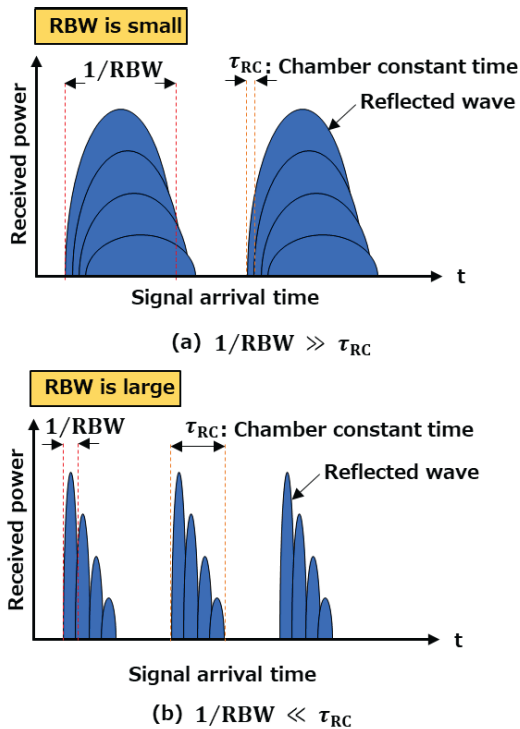 RBW is small
1/RBW
τRC: Chamber constant time
Reflected wave
Received power
t
Signal arrival time
(a) 1/RBW ≫ τRC
RBW is large
1/RBW
τRC: Chamber constant time
Reflected wave
Received power
t
Signal arrival time
(b) 1/RBW ≪ τRC